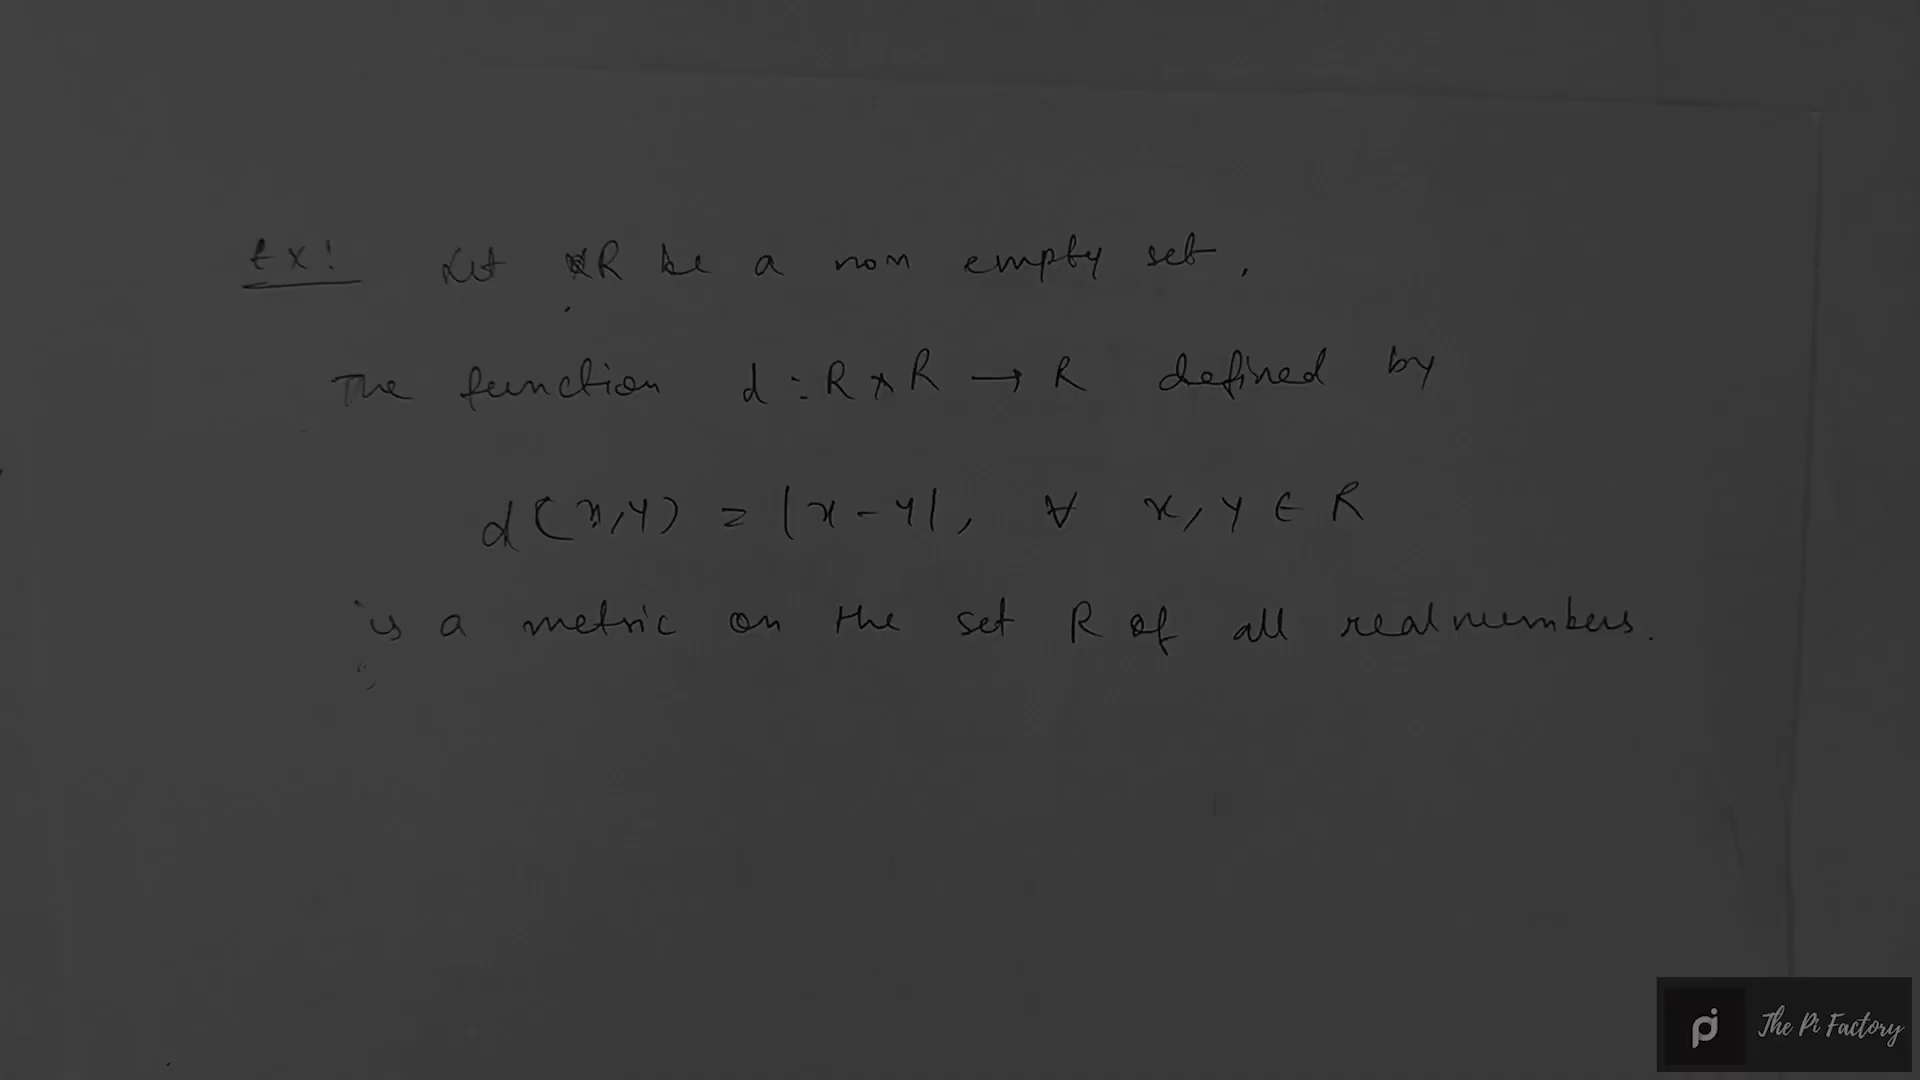 Ex: Let R be a non empty set,
The function d : R x R → R defined by
d(x,y) = |x-y|, ∀ x, y ∈ R
is a metric on the set R of all real numbers.
pi The Pi Factory